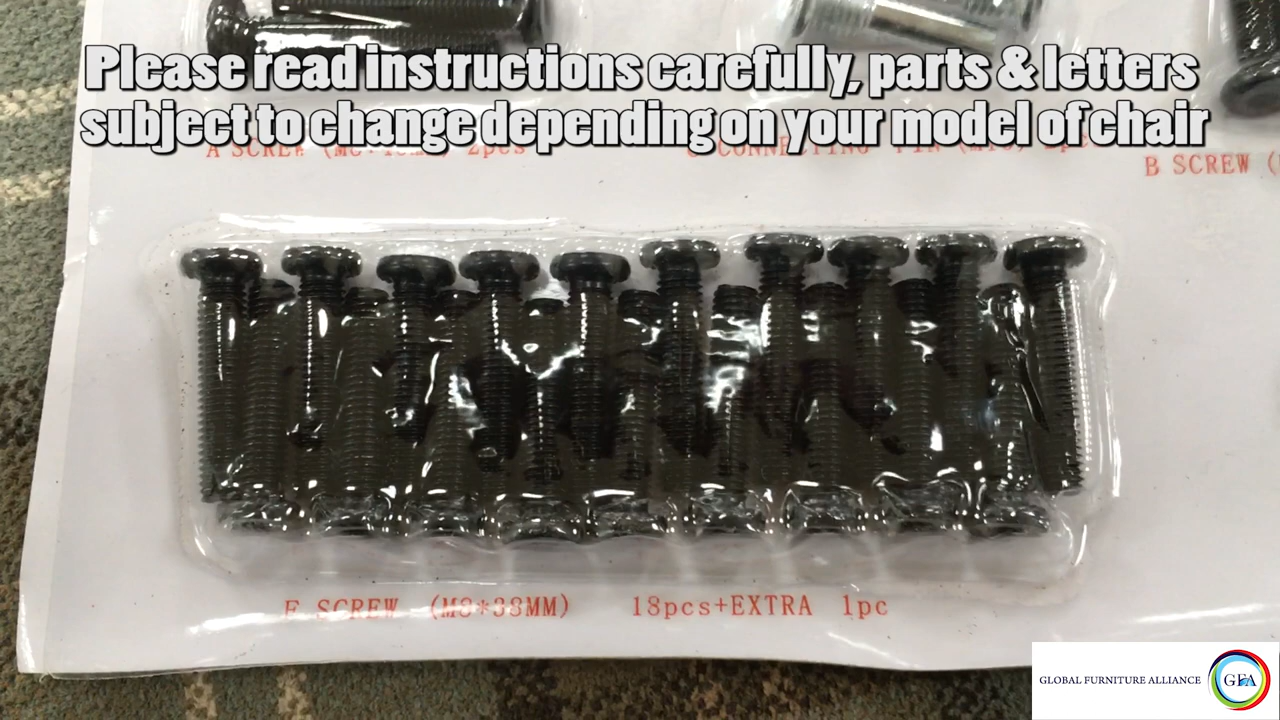 Please read instructions carefully, parts & letters
subject to change depending on your model of chair
A SCREW 2pcs
B SCREW (
SCREW (M8*38MM) 18pcs+EXTRA 1pc
GLOBAL FURNITURE ALLIANCE GFA